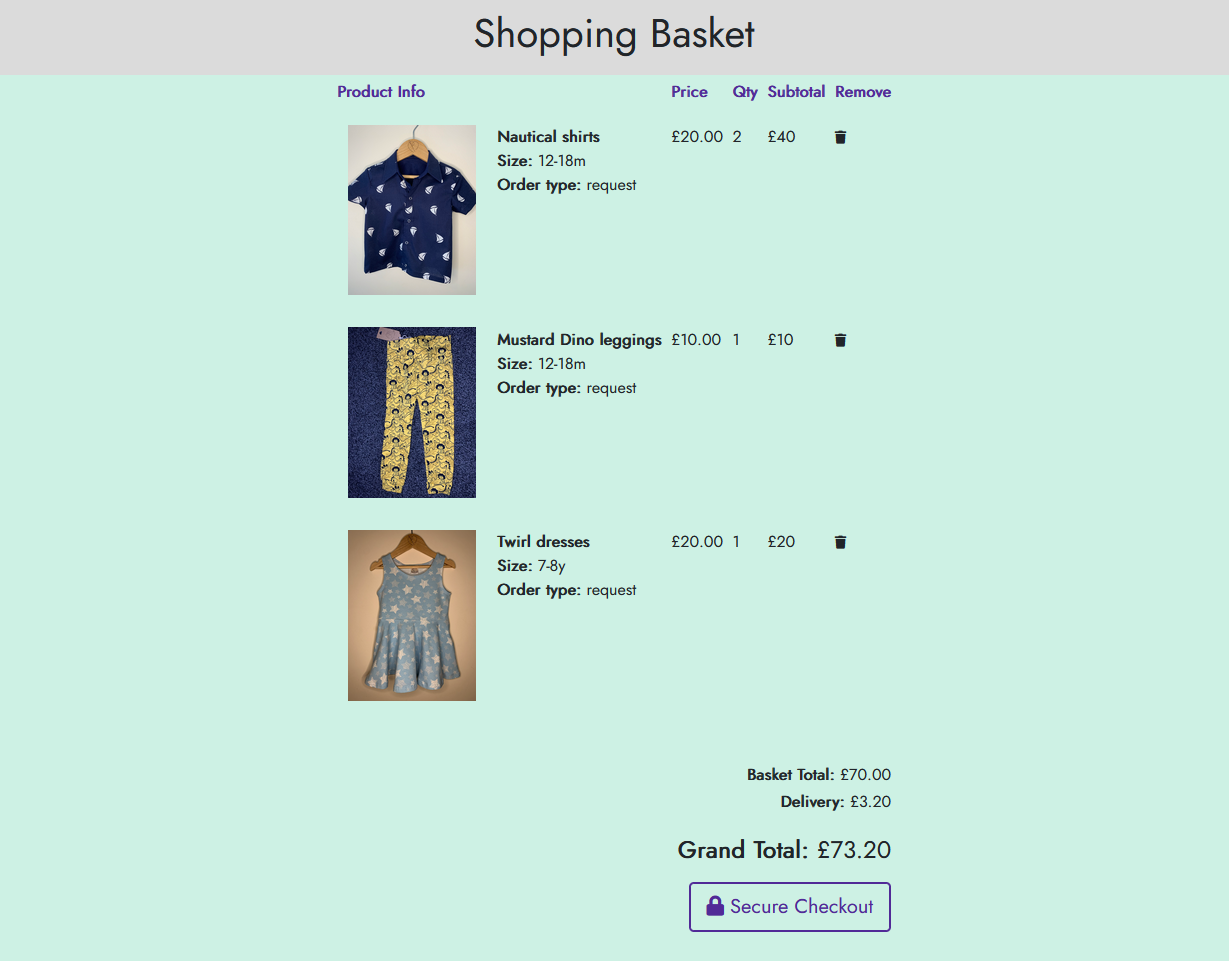 Shopping Basket
Product Info Price Qty Subtotal Remove
Nautical shirts £20.00 2 £40
Size: 12-18m
Order type: request
Mustard Dino leggings £10.00 1 £10
Size: 12-18m
Order type: request
Twirl dresses £20.00 1 £20
Size: 7-8y
Order type: request
Basket Total: £70.00
Delivery: £3.20
Grand Total: £73.20
Secure Checkout